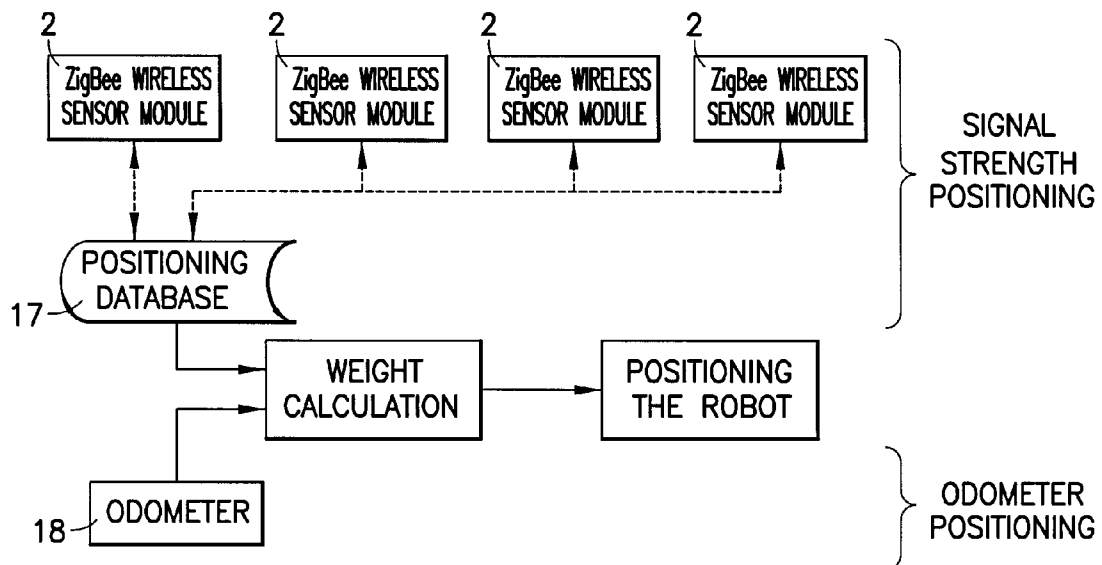 2
2
2
2
ZigBee WIRELESS
SENSOR MODULE
ZigBee WIRELESS
SENSOR MODULE
ZigBee WIRELESS
SENSOR MODULE
ZigBee WIRELESS
SENSOR MODULE
SIGNAL
STRENGTH
POSITIONING
POSITIONING
DATABASE
17
WEIGHT
CALCULATION
POSITIONING
THE ROBOT
ODOMETER
18
ODOMETER
POSITIONING